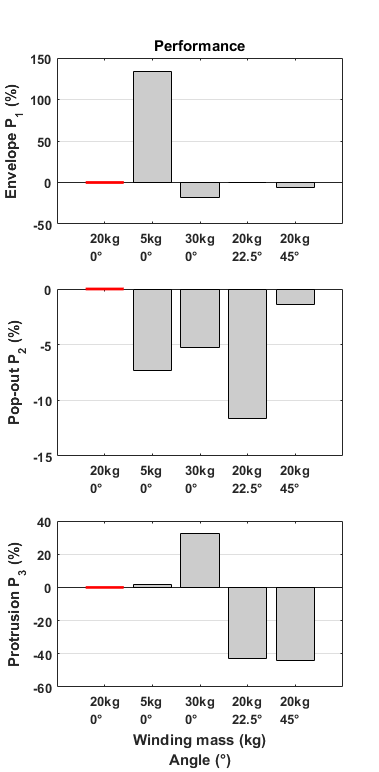 Performance
Envelope P1 (%)
150
100
50
0
-50
20kg 5kg 30kg 20kg 20kg
0° 0° 0° 22.5° 45°
Pop-out P2 (%)
0
-5
-10
-15
20kg 5kg 30kg 20kg 20kg
0° 0° 0° 22.5° 45°
Protrusion P3 (%)
40
20
0
-20
-40
-60
20kg 5kg 30kg 20kg 20kg
0° 0° 0° 22.5° 45°
Winding mass (kg)
Angle (°)